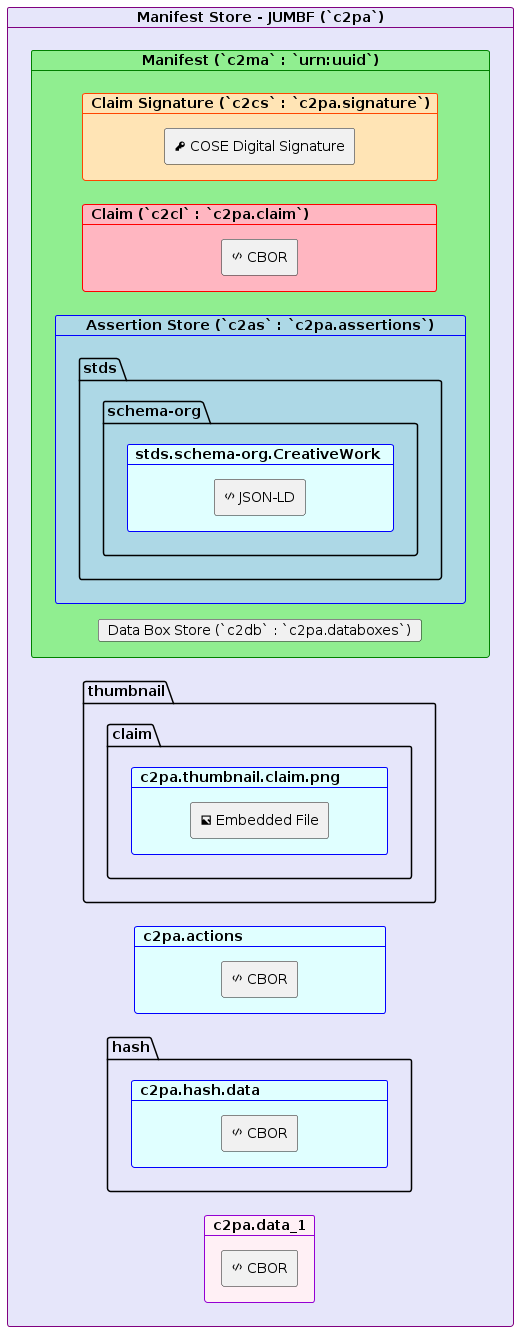 Manifest Store - JUMBF (`c2pa`)
Manifest (`c2ma` : `urn:uuid`)
Claim Signature (`c2cs` : `c2pa.signature`)
COSE Digital Signature
Claim (`c2cl` : `c2pa.claim`)
CBOR
Assertion Store (`c2as` : `c2pa.assertions`)
stds
schema-org
stds.schema-org.CreativeWork
JSON-LD
Data Box Store (`c2db` : `c2pa.databoxes`)
thumbnail
claim
c2pa.thumbnail.claim.png
Embedded File
c2pa.actions
CBOR
hash
c2pa.hash.data
CBOR
c2pa.data_1
CBOR